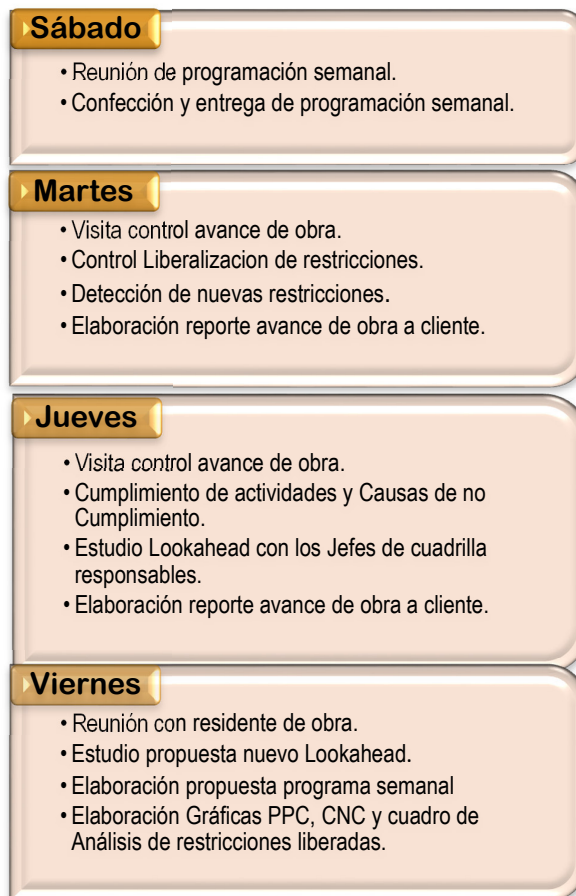 Sábado
• Reunión de programación semanal.
• Confección y entrega de programación semanal.
Martes
• Visita control avance de obra.
• Control Liberalizacion de restricciones.
• Detección de nuevas restricciones.
• Elaboración reporte avance de obra a cliente.
Jueves
• Visita control avance de obra.
• Cumplimiento de actividades y Causas de no
Cumplimiento.
• Estudio Lookahead con los Jefes de cuadrilla
responsables.
• Elaboración reporte avance de obra a cliente.
Viernes
• Reunión con residente de obra.
• Estudio propuesta nuevo Lookahead.
• Elaboración propuesta programa semanal
• Elaboración Gráficas PPC, CNC y cuadro de
Análisis de restricciones liberadas.